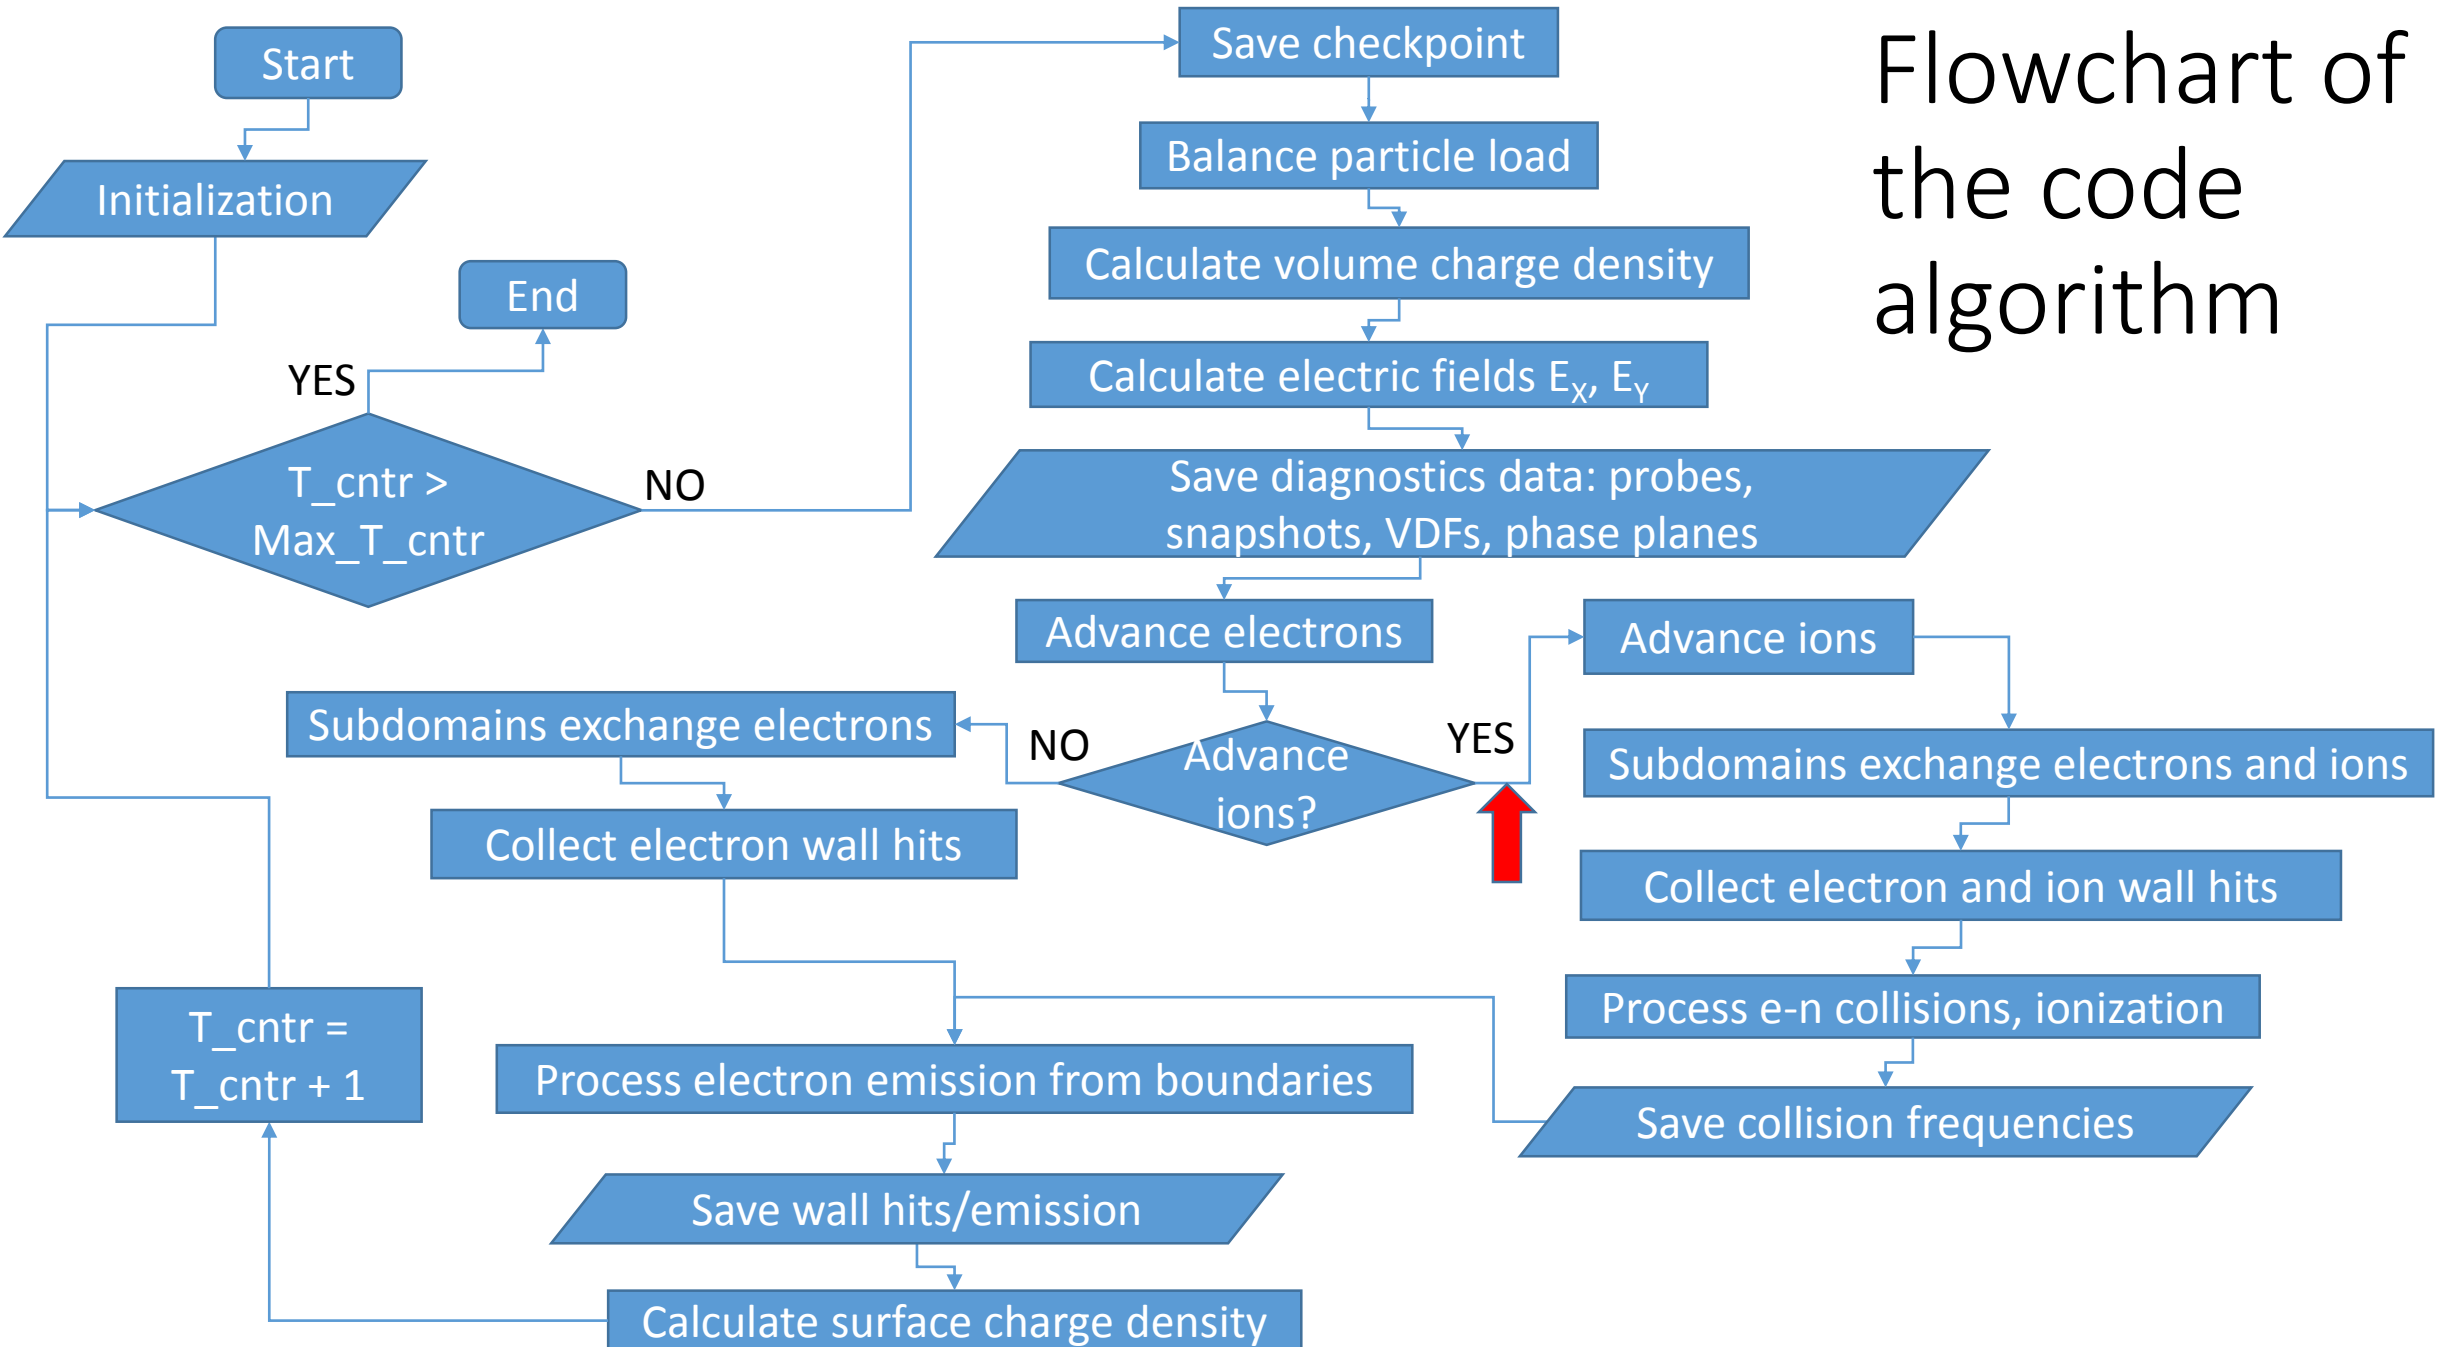 Flowchart of
the code
algorithm
Start
Initialization
End
YES
T_cntr >
Max_T_cntr
NO
Save checkpoint
Balance particle load
Calculate volume charge density
Calculate electric fields E_X, E_Y
Save diagnostics data: probes,
snapshots, VDFs, phase planes
Advance electrons
Advance
ions?
NO
YES
Subdomains exchange electrons
Collect electron wall hits
Advance ions
Subdomains exchange electrons and ions
Collect electron and ion wall hits
Process e-n collisions, ionization
Save collision frequencies
Process electron emission from boundaries
Save wall hits/emission
Calculate surface charge density
T_cntr =
T_cntr + 1